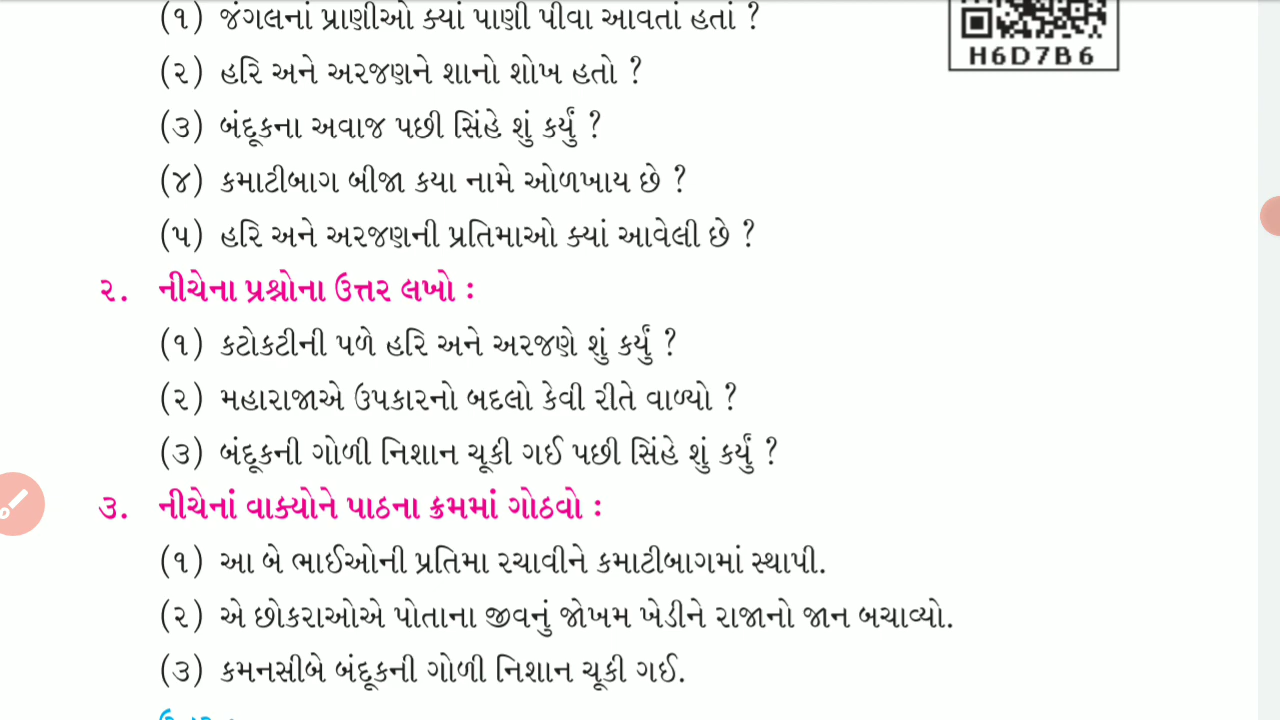 (૧) જંગલનાં પ્રાણીઓ ક્યાં પાણી પીવા આવતાં હતાં ?
H6D7B6
(૨) હરિ અને અરજણને શાનો શોખ હતો ?
(૩) બંદૂકના અવાજ પછી સિંહે શું કર્યું ?
(૪) કમાટીબાગ બીજા કયા નામે ઓળખાય છે ?
(૫) હરિ અને અરજણની પ્રતિમાઓ ક્યાં આવેલી છે ?
૨. નીચેના પ્રશ્નોના ઉત્તર લખો :
(૧) કટોકટીની પળે હરિ અને અરજણે શું કર્યું ?
(૨) મહારાજાએ ઉપકારનો બદલો કેવી રીતે વાળ્યો ?
(૩) બંદૂકની ગોળી નિશાન ચૂકી ગઈ પછી સિંહે શું કર્યું ?
૩. નીચેનાં વાક્યોને પાઠના ક્રમમાં ગોઠવો :
(૧) આ બે ભાઈઓની પ્રતિમા રચાવીને કમાટીબાગમાં સ્થાપી.
(૨) એ છોકરાઓએ પોતાના જીવનું જોખમ ખેડીને રાજાનો જાન બચાવ્યો.
(૩) કમનસીબે બંદૂકની ગોળી નિશાન ચૂકી ગઈ.